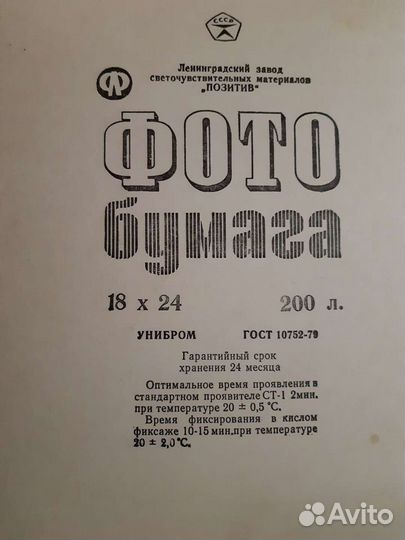 СССР
Ленинградский завод
светочувствительных материалов
„ПОЗИТИВ"
ФОТО
бумага
18 х 24 200 л.
УНИБРОМ ГОСТ 10752-79
Гарантийный срок
хранения 24 месяца
Оптимальное время проявления в
стандартном проявителе СТ-1 2мин.
при температуре 20 ± 0,5 °С.
Время фиксирования в кислом
фиксаже 10-15 мин.при температуре
20 ± 2,0 °С.
Avito